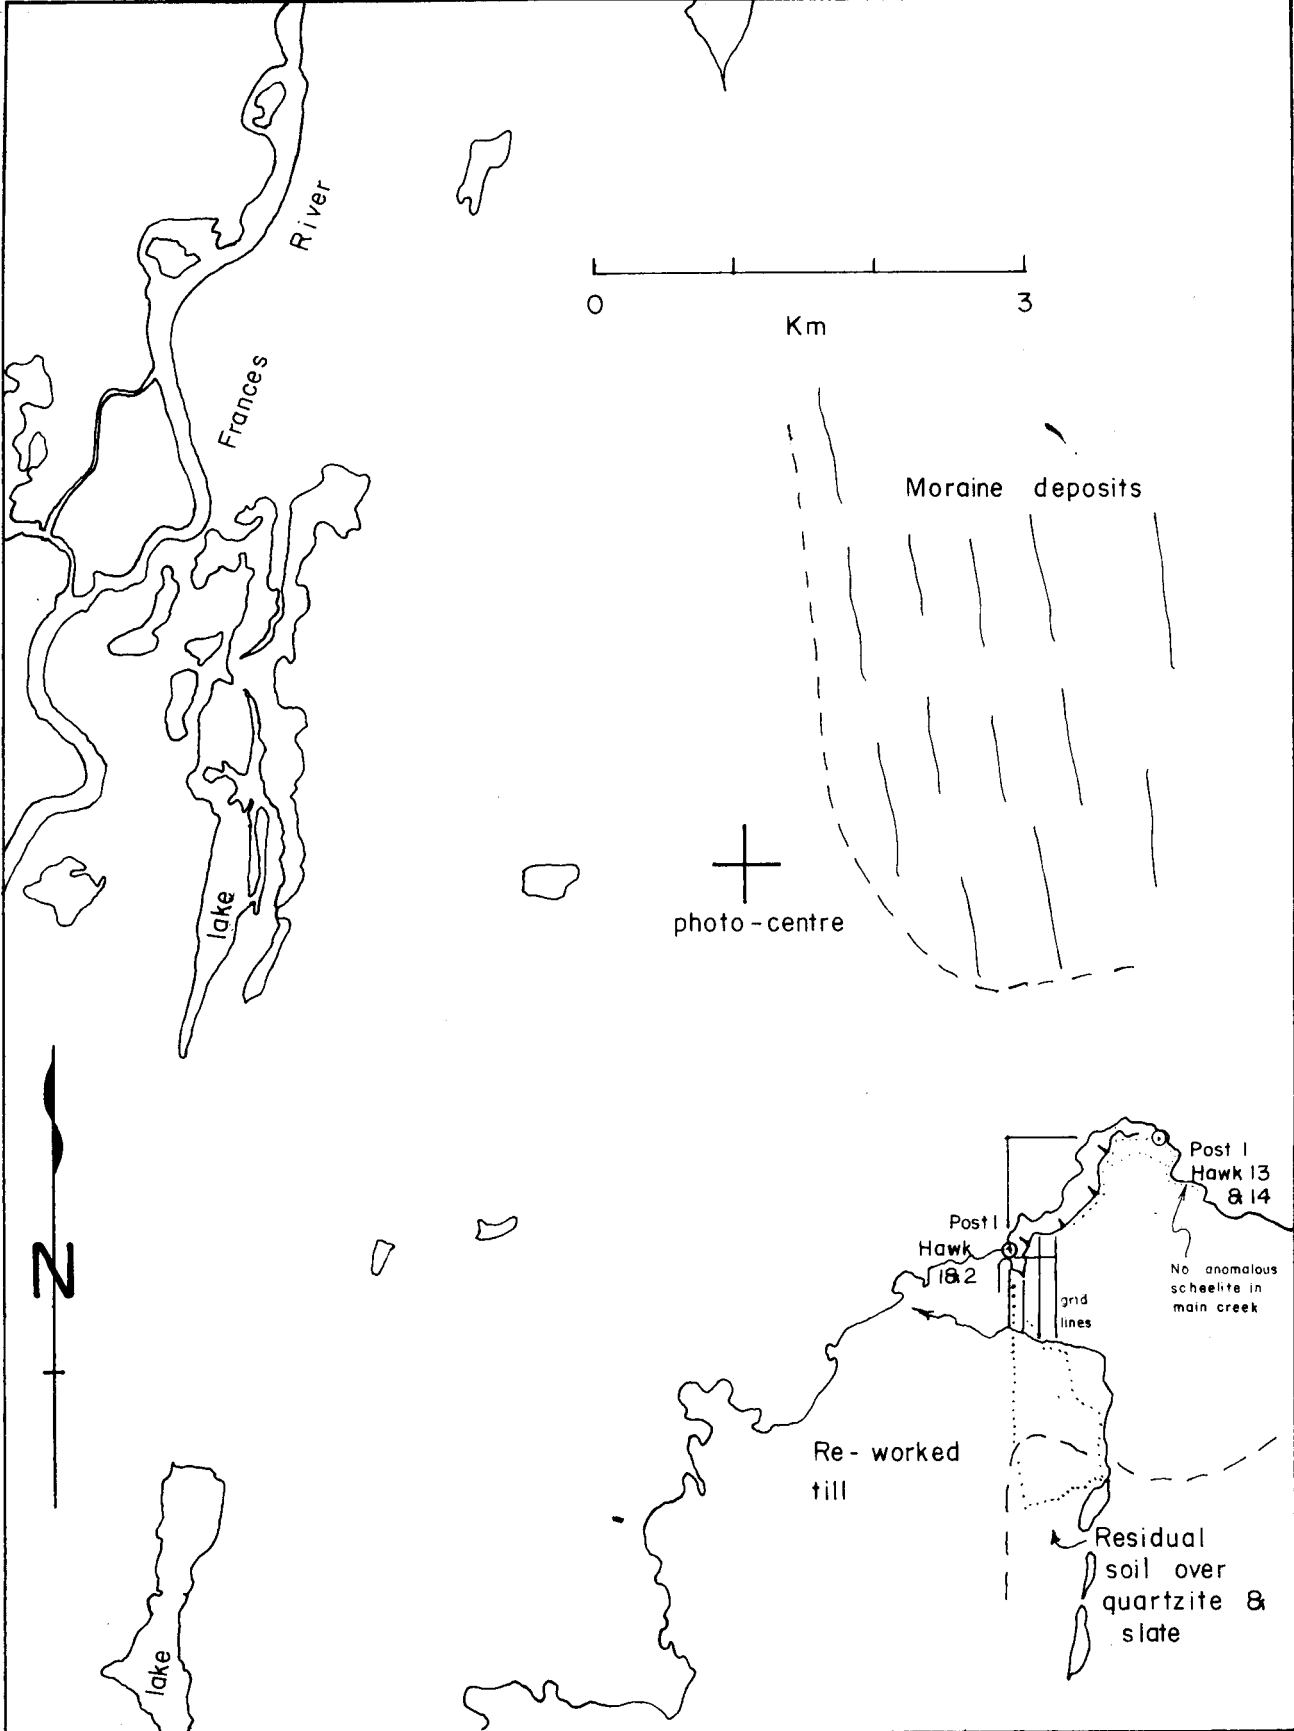 River
Frances
0
3
Km
Moraine deposits
photo-centre
lake
N
Post 1
Hawk 13
& 14
Post 1
Hawk
1&2
No anomalous
scheelite in
main creek
grid
lines
Re-worked
till
Residual
soil over
quartzite &
slate
lake